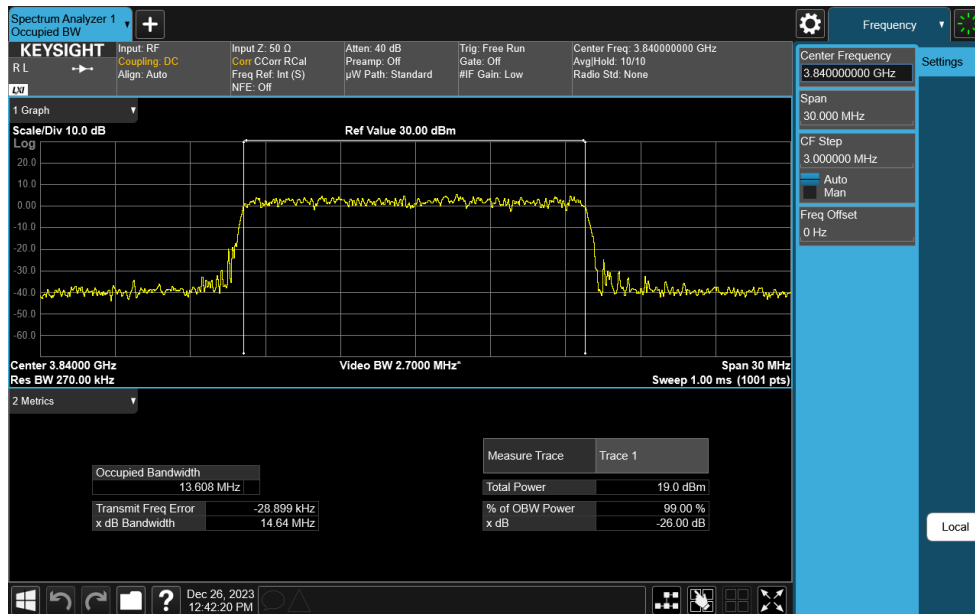 Spectrum Analyzer 1
Occupied BW
Frequency
KEYSIGHT
R L
LXI
Input: RF
Coupling: DC
Align: Auto
Input Z: 50 Ω
Corr CCorr RCal
Freq Ref: Int (S)
NFE: Off
Atten: 40 dB
Preamp: Off
µW Path: Standard
Trig: Free Run
Gate: Off
#IF Gain: Low
Center Freq: 3.840000000 GHz
Avg|Hold: 10/10
Radio Std: None
Center Frequency
3.840000000 GHz
Settings
Span
30.000 MHz
CF Step
3.000000 MHz
Auto
Man
Freq Offset
0 Hz
Local
1 Graph
Scale/Div 10.0 dB
Ref Value 30.00 dBm
Log
20.0
10.0
0.00
-10.0
-20.0
-30.0
-40.0
-50.0
-60.0
Center 3.84000 GHz
Video BW 2.7000 MHz*
Span 30 MHz
Res BW 270.00 kHz
Sweep 1.00 ms (1001 pts)
2 Metrics
Measure Trace
Trace 1
Occupied Bandwidth
13.608 MHz
Total Power
19.0 dBm
Transmit Freq Error
-28.899 kHz
% of OBW Power
99.00 %
x dB Bandwidth
14.64 MHz
x dB
-26.00 dB
?
Dec 26, 2023
12:42:20 PM